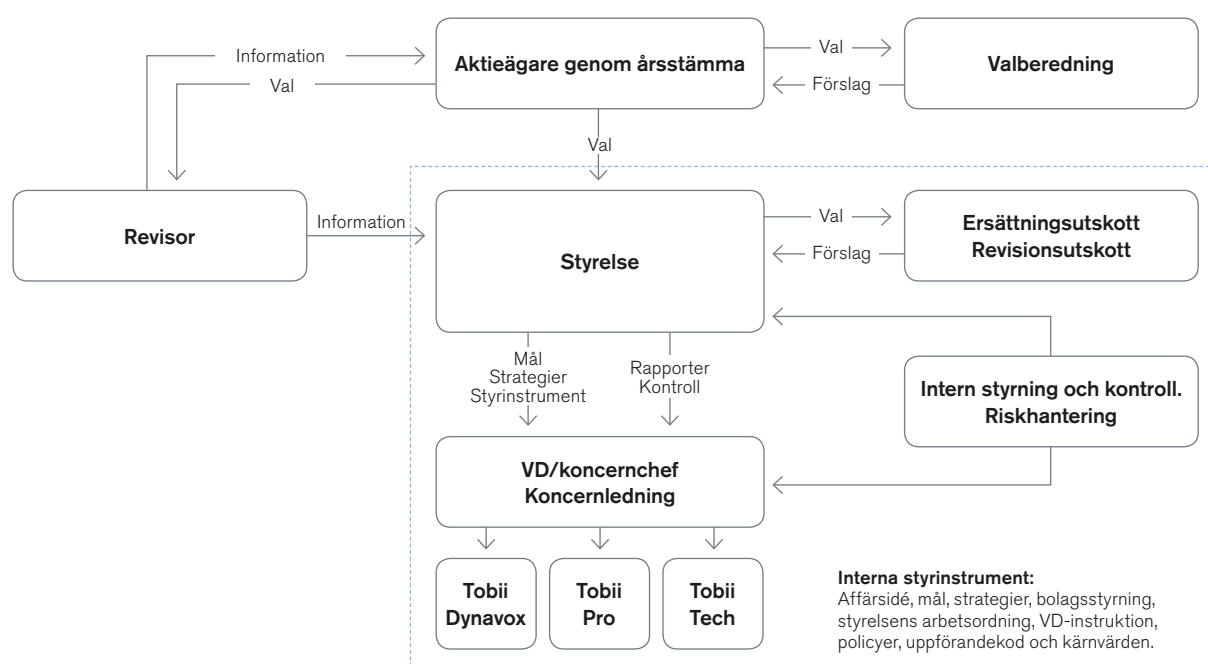 Information
Val
Aktieägare genom årsstämma
Val
Förslag
Valberedning
Val
Revisor
Information
Styrelse
Val
Förslag
Ersättningsutskott
Revisionsutskott
Mål
Strategier
Styrinstrument
Rapporter
Kontroll
Intern styrning och kontroll.
Riskhantering
VD/koncernchef
Koncernledning
Tobii
Dynavox
Tobii
Pro
Tobii
Tech
Interna styrinstrument:
Affärsidé, mål, strategier, bolagsstyrning,
styrelsens arbetsordning, VD-instruktion,
policyer, uppförandekod och kärnvärden.